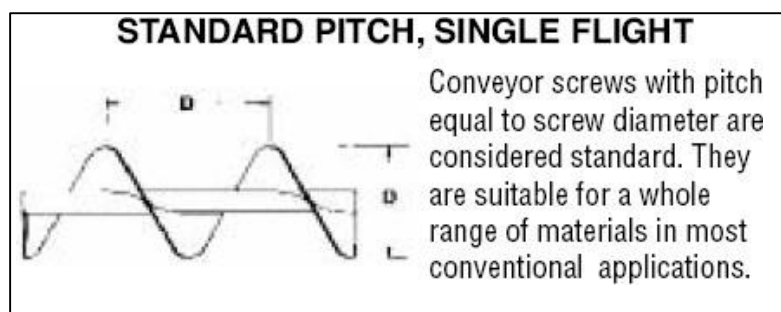 STANDARD PITCH, SINGLE FLIGHT
D
D
Conveyor screws with pitch
equal to screw diameter are
considered standard. They
are suitable for a whole
range of materials in most
conventional applications.